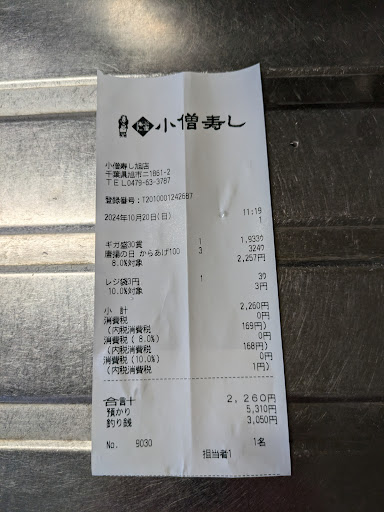 小僧寿し
小僧寿し旭店
千葉県旭市ニ1861-2
TEL0479-63-3787
登録番号:T2010001242687
2024年10月20日(日) 11:19
1
ギガ盛30貫 1 1,933ｸ
唐揚の日 からあげ100 3 324ｸ
8.0%対象 2,257円
レジ袋3円 1 3ｸ
10.0%対象 3円
小 計 2,260円
消費税 0円
(内税消費税 169円)
消費税 ( 8.0%) 0円
(内税消費税 168円)
消費税 (10.0%) 0円
(内税消費税 1円)
合計 2,260円
預かり 5,310円
釣り銭 3,050円
No. 9030 1名
担当者1